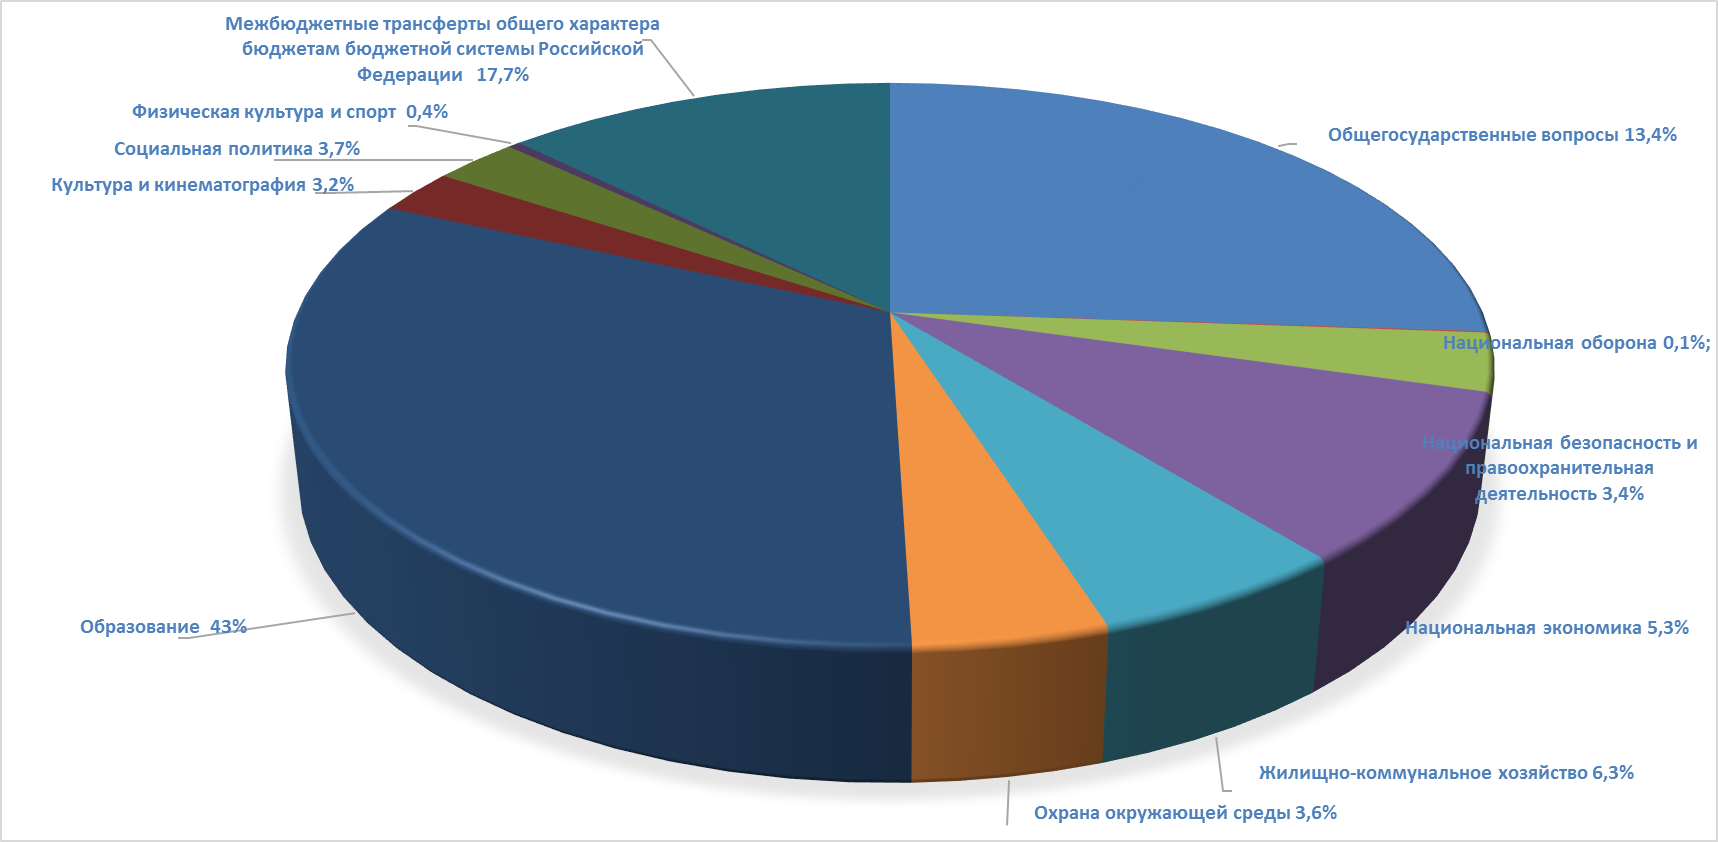 Межбюджетные трансферты общего характера
бюджетам бюджетной системы Российской
Федерации 17,7%
Физическая культура и спорт 0,4%
Социальная политика 3,7%
Культура и кинематография 3,2%
Общегосударственные вопросы 13,4%
Национальная оборона 0,1%;
Национальная безопасность и
правоохранительная
деятельность 3,4%
Национальная экономика 5,3%
Образование 43%
Жилищно-коммунальное хозяйство 6,3%
Охрана окружающей среды 3,6%